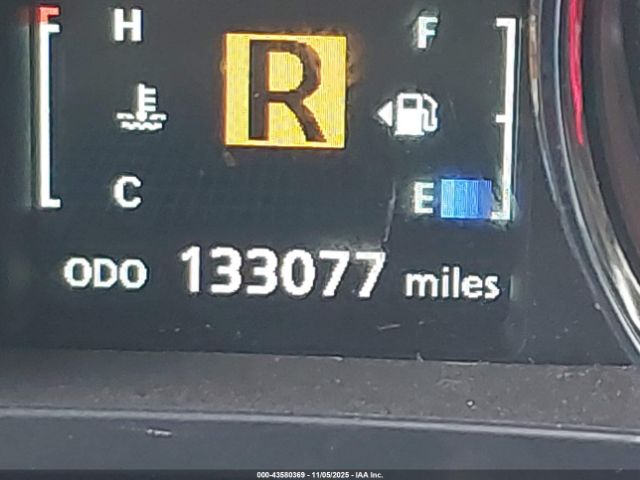 H R F
E
C E
ODO 133077 miles
000-43580369 - 11/05/2025 - IAA Inc.